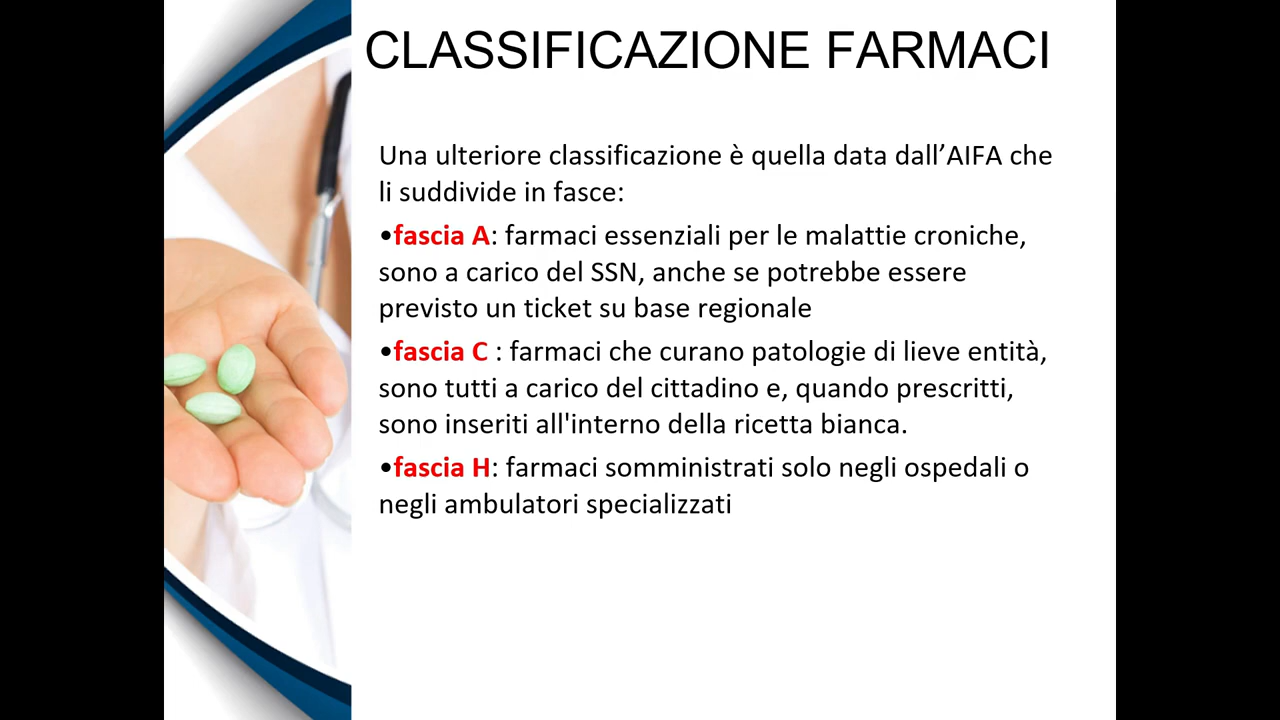 CLASSIFICAZIONE FARMACI
Una ulteriore classificazione è quella data dall’AIFA che
li suddivide in fasce:
•fascia A: farmaci essenziali per le malattie croniche,
sono a carico del SSN, anche se potrebbe essere
previsto un ticket su base regionale
•fascia C : farmaci che curano patologie di lieve entità,
sono tutti a carico del cittadino e, quando prescritti,
sono inseriti all'interno della ricetta bianca.
•fascia H: farmaci somministrati solo negli ospedali o
negli ambulatori specializzati